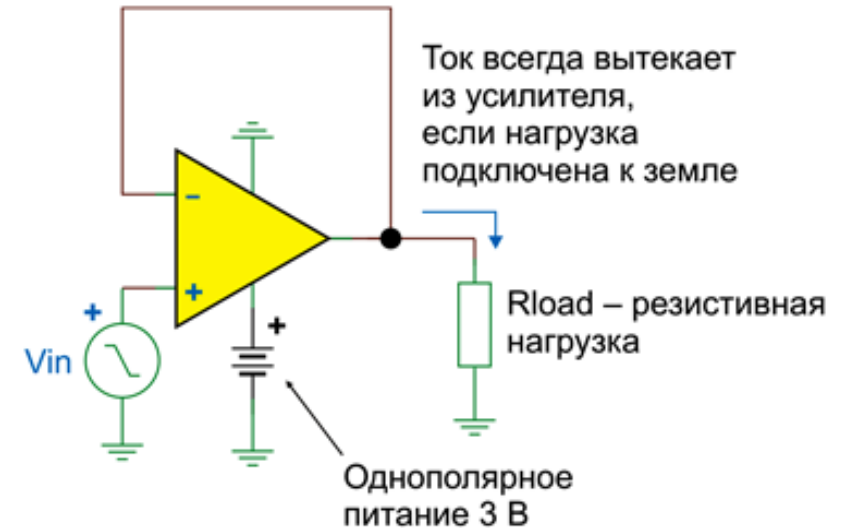 Ток всегда вытекает
из усилителя,
если нагрузка
подключена к земле
-
+
+
+
Vin
Rload – резистивная
нагрузка
Однополярное
питание 3 В